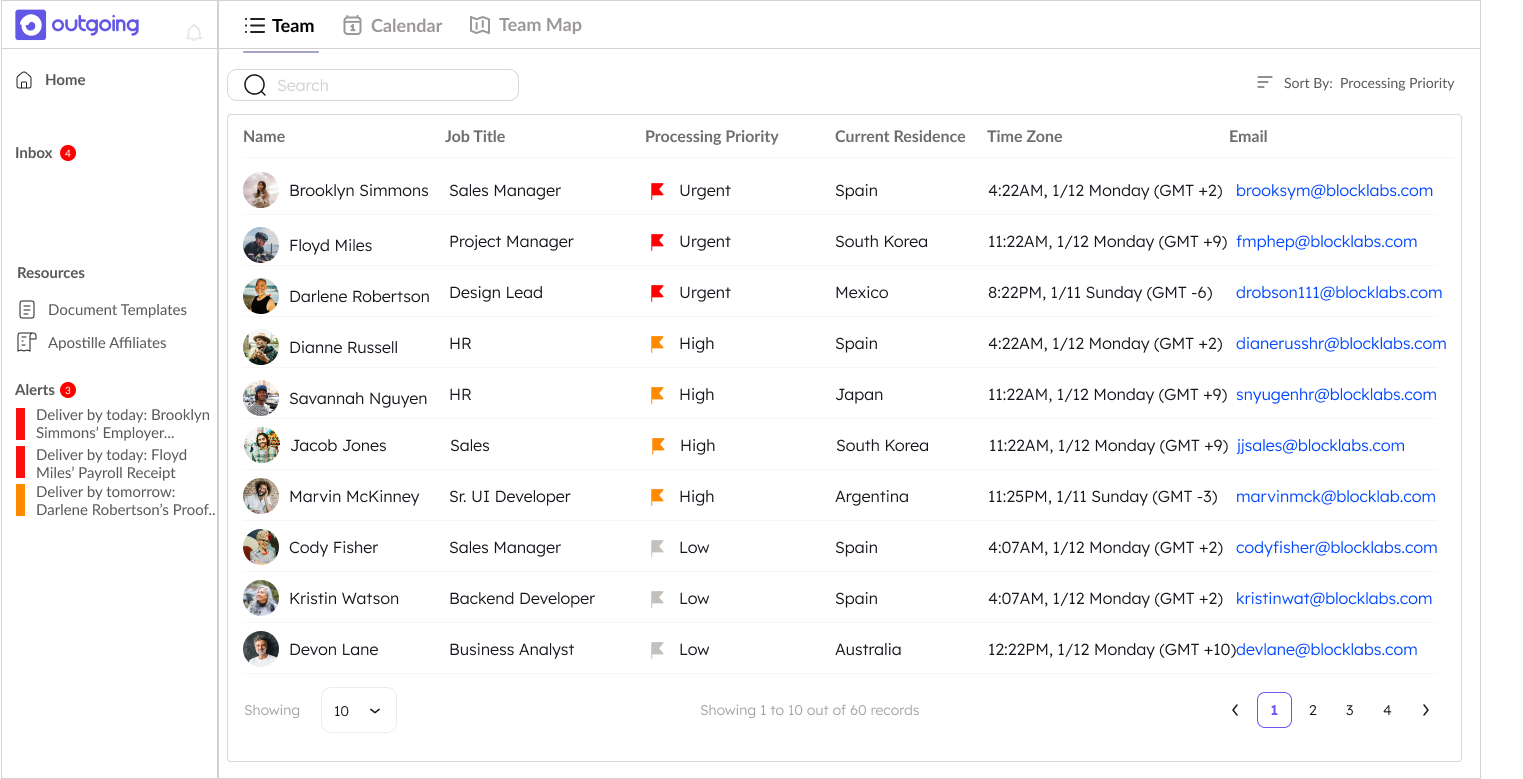 outgoing
Team Calendar Team Map
Home
Inbox 4
Resources
Document Templates
Apostille Affiliates
Alerts 3
Deliver by today: Brooklyn
Simmons’ Employer...
Deliver by today: Floyd
Miles’ Payroll Receipt
Deliver by tomorrow:
Darlene Robertson’s Proof..
Search
Sort By: Processing Priority
Name Job Title Processing Priority Current Residence Time Zone Email
Brooklyn Simmons Sales Manager Urgent Spain 4:22AM, 1/12 Monday (GMT +2) brooksym@blocklabs.com
Floyd Miles Project Manager Urgent South Korea 11:22AM, 1/12 Monday (GMT +9) fmphep@blocklabs.com
Darlene Robertson Design Lead Urgent Mexico 8:22PM, 1/11 Sunday (GMT -6) drobson111@blocklabs.com
Dianne Russell HR High Spain 4:22AM, 1/12 Monday (GMT +2) dianerusshr@blocklabs.com
Savannah Nguyen HR High Japan 11:22AM, 1/12 Monday (GMT +9) snyugenhr@blocklabs.com
Jacob Jones Sales High South Korea 11:22AM, 1/12 Monday (GMT +9) jjsales@blocklabs.com
Marvin McKinney Sr. UI Developer High Argentina 11:25PM, 1/11 Sunday (GMT -3) marvinmck@blocklab.com
Cody Fisher Sales Manager Low Spain 4:07AM, 1/12 Monday (GMT +2) codyfisher@blocklabs.com
Kristin Watson Backend Developer Low Spain 4:07AM, 1/12 Monday (GMT +2) kristinwat@blocklabs.com
Devon Lane Business Analyst Low Australia 12:22PM, 1/12 Monday (GMT +10) devlane@blocklabs.com
Showing 10 Showing 1 to 10 out of 60 records 1 2 3 4